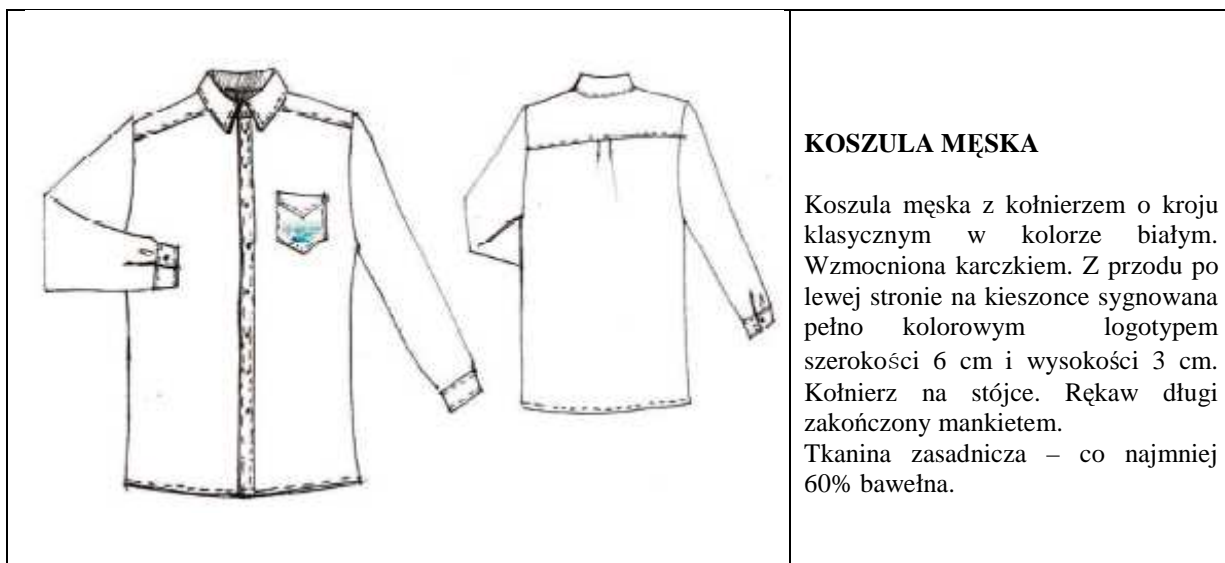 KOSZULA MĘSKA
Koszula męska z kołnierzem o kroju
klasycznym w kolorze białym.
Wzmocniona karczkiem. Z przodu po
lewej stronie na kieszonce sygnowana
pełno kolorowym logotypem
szerokości 6 cm i wysokości 3 cm.
Kołnierz na stójce. Rękaw długi
zakończony mankietem.
Tkanina zasadnicza – co najmniej
60% bawełna.